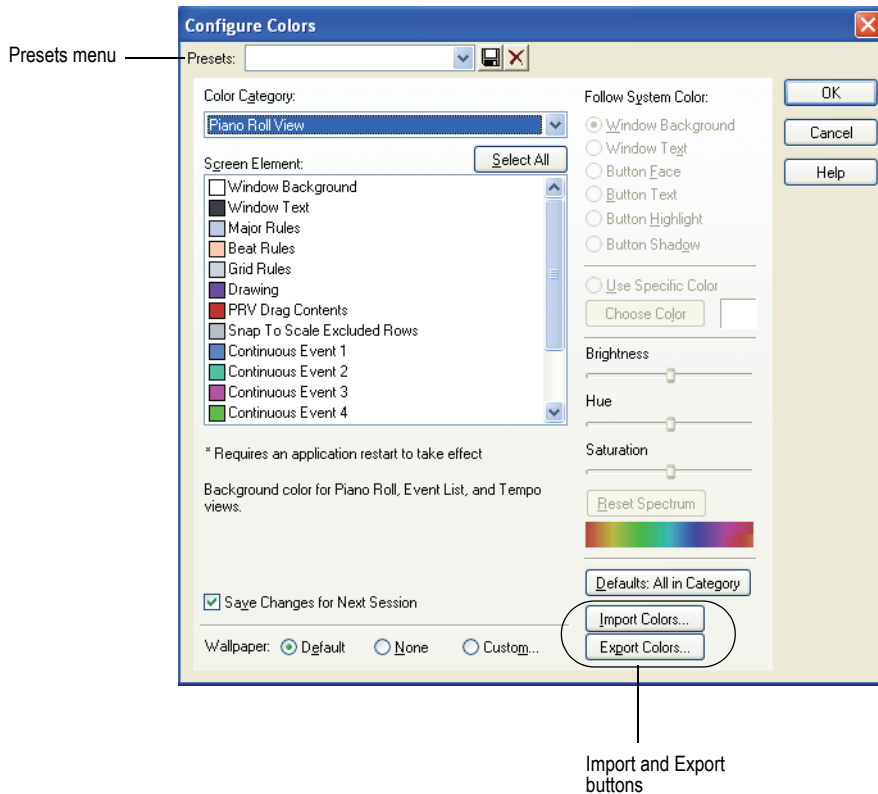 Configure Colors
Presets menu
Presets:
Color Category:
Piano Roll View
Screen Element:
Select All
Window Background
Window Text
Major Rules
Beat Rules
Grid Rules
Drawing
PRV Drag Contents
Snap To Scale Excluded Rows
Continuous Event 1
Continuous Event 2
Continuous Event 3
Continuous Event 4
* Requires an application restart to take effect
Background color for Piano Roll, Event List, and Tempo
views.
Save Changes for Next Session
Wallpaper: Default None Custom...
Follow System Color:
Window Background
Window Text
Button Face
Button Text
Button Highlight
Button Shadow
Use Specific Color
Choose Color
Brightness
Hue
Saturation
Reset Spectrum
Defaults: All in Category
Import Colors...
Export Colors...
OK
Cancel
Help
Import and Export
buttons